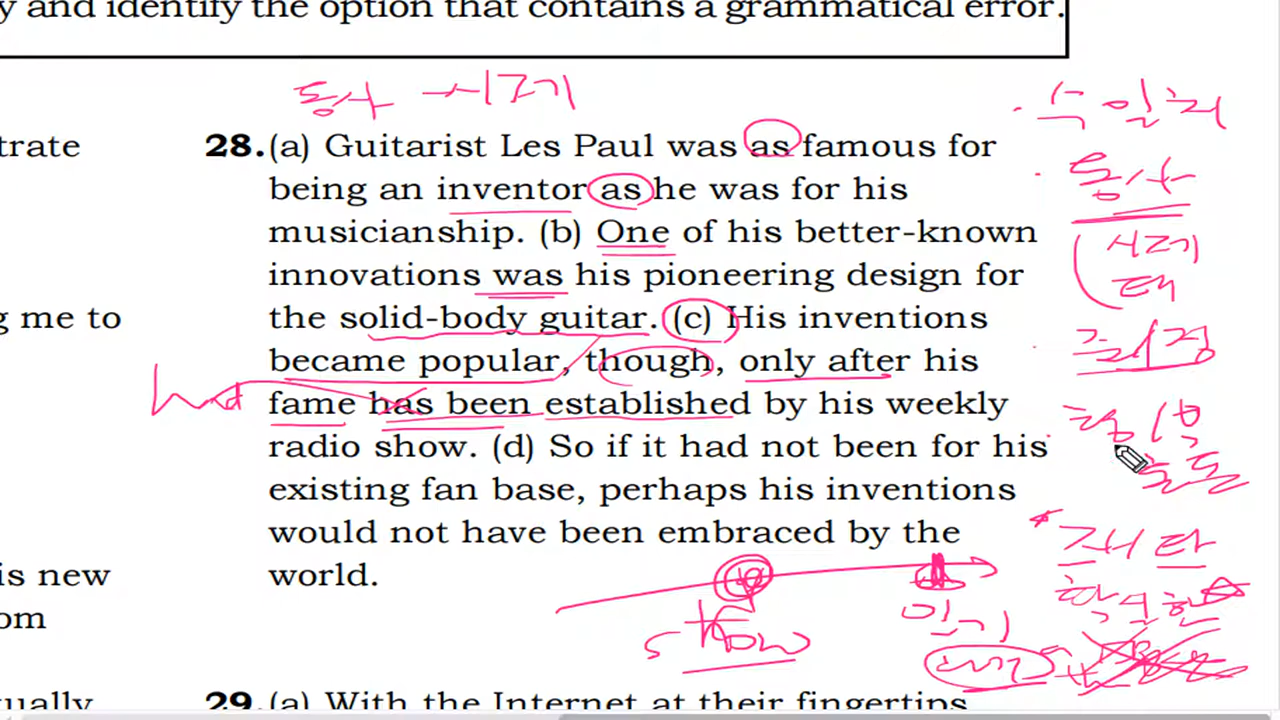 y and identify the option that contains a grammatical error.
동사 시제
· 수 일치
· 동사
시제
태
trate
28. (a) Guitarist Les Paul was as famous for
being an inventor as he was for his
musicianship. (b) One of his better-known
innovations was his pioneering design for
the solid-body guitar. (c) His inventions
g me to
became popular, though, only after his
had
fame has been established by his weekly
radio show. (d) So if it had not been for his
existing fan base, perhaps his inventions
would not have been embraced by the
world.
is new
om
show
인기
29. (a) With the Internet at their fingertips
tually